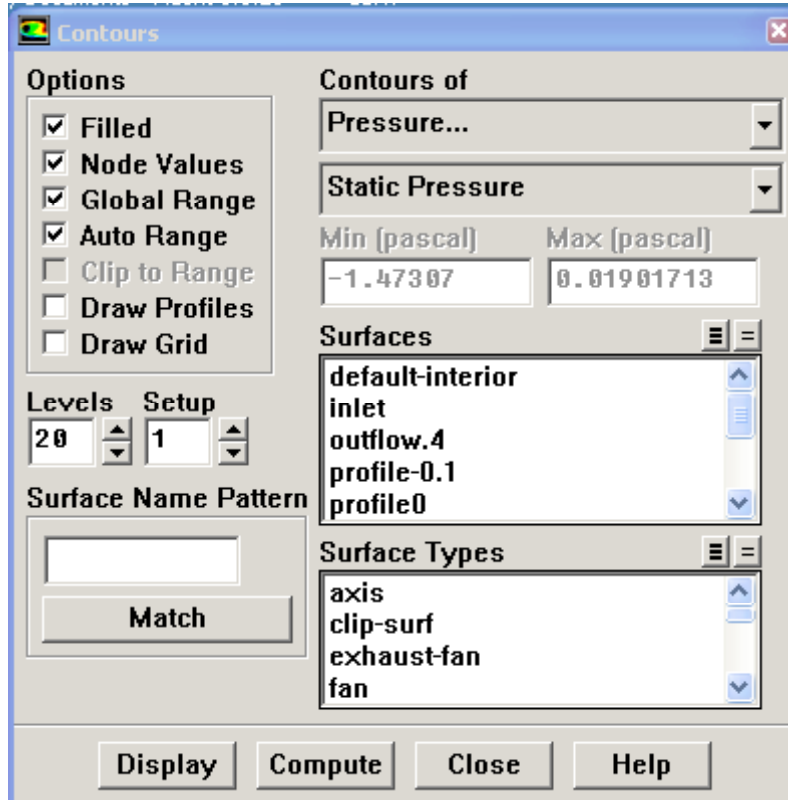 Contours
Options
Filled
Node Values
Global Range
Auto Range
Clip to Range
Draw Profiles
Draw Grid
Levels Setup
20 1
Surface Name Pattern
Match
Contours of
Pressure...
Static Pressure
Min (pascal) Max (pascal)
-1.47307 0.01901713
Surfaces
default-interior
inlet
outflow.4
profile-0.1
profile0
Surface Types
axis
clip-surf
exhaust-fan
fan
Display Compute Close Help